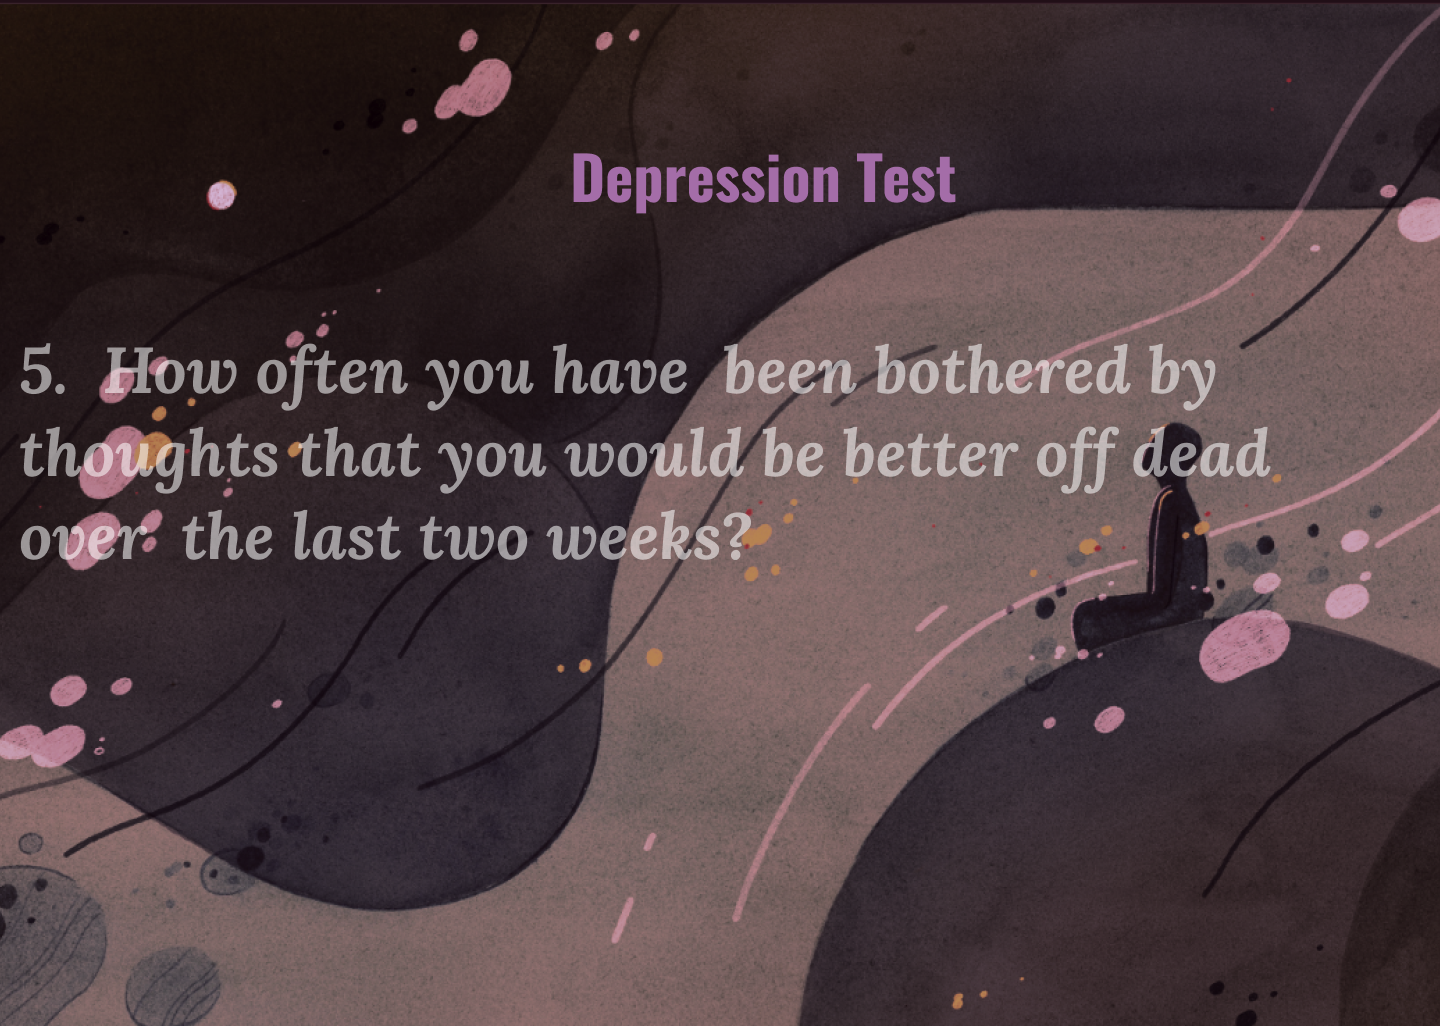 Depression Test
5. How often you have been bothered by
thoughts that you would be better off dead
over the last two weeks?